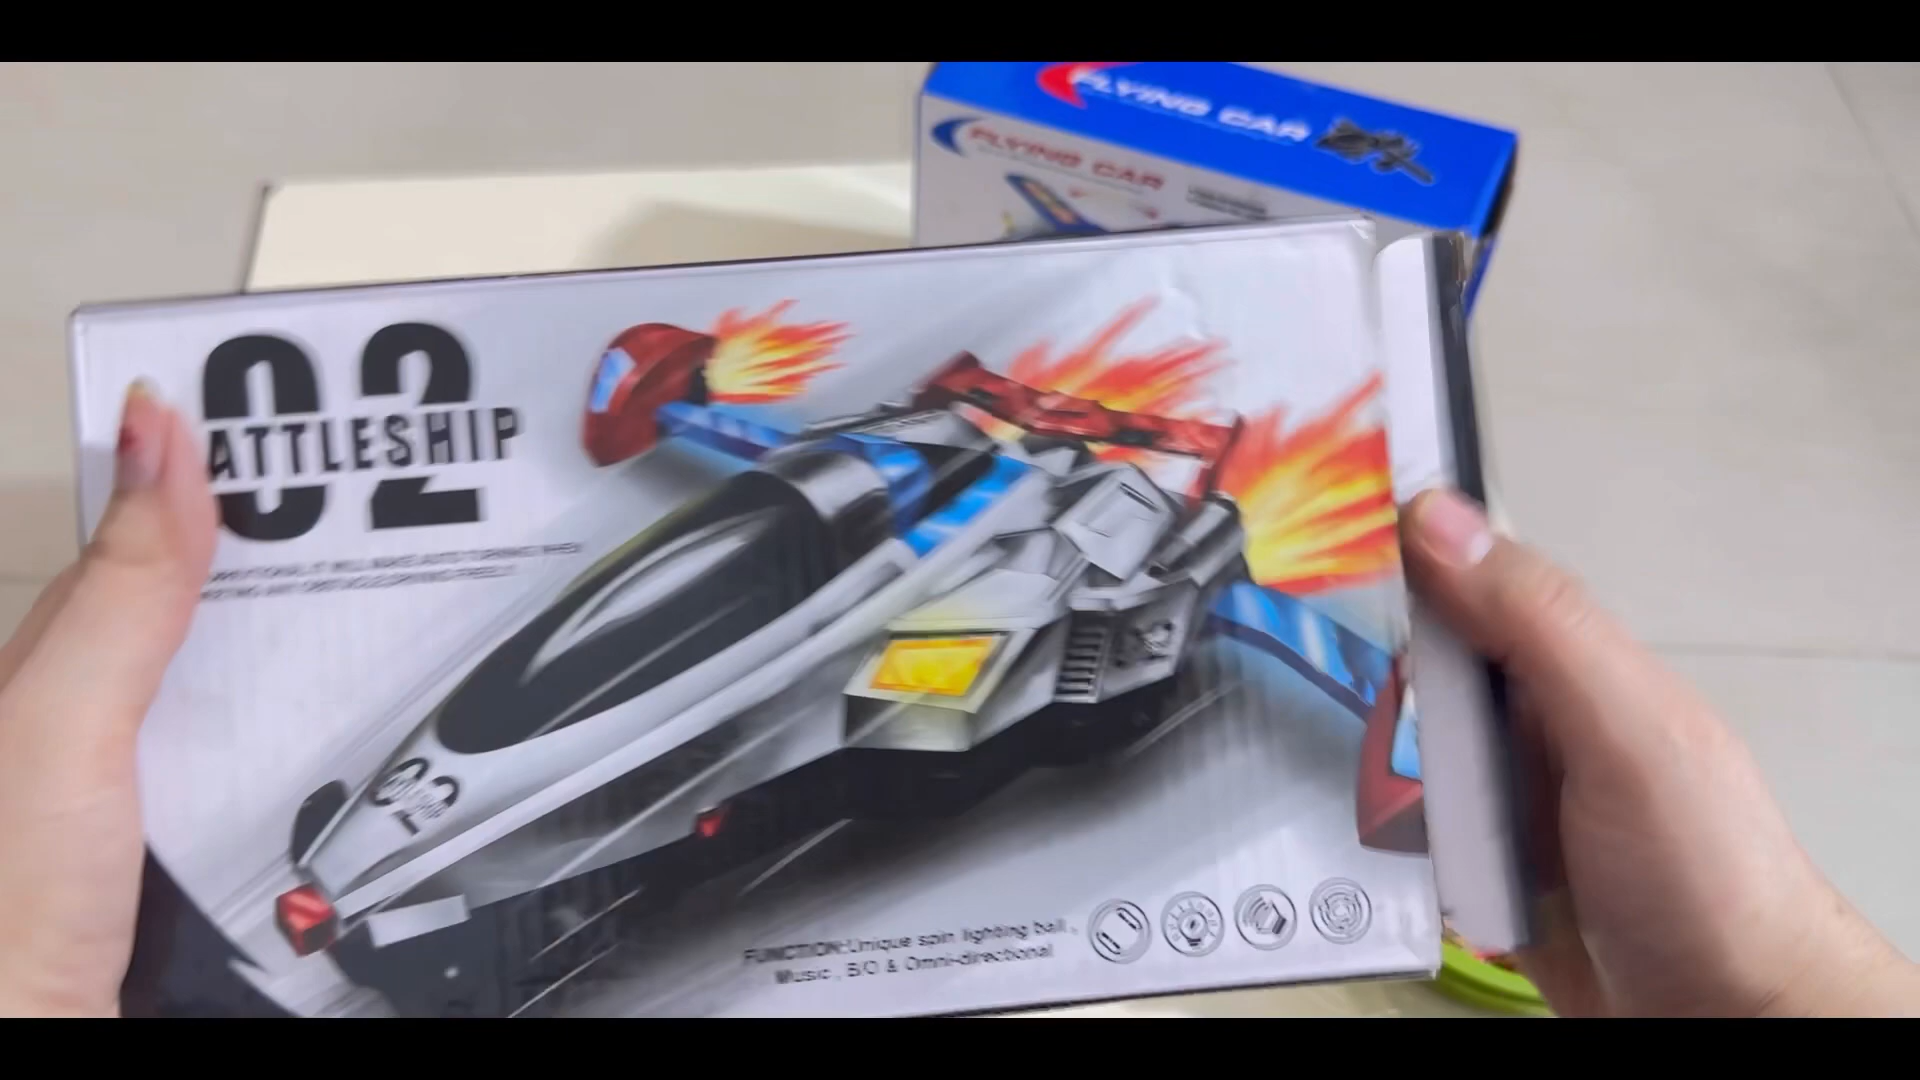 FLYING CAR
FLYING CAR
02
ATTLESHIP
02
FUNCTION:Unique spin lighting ball,
Music , B/O & Omni-directional